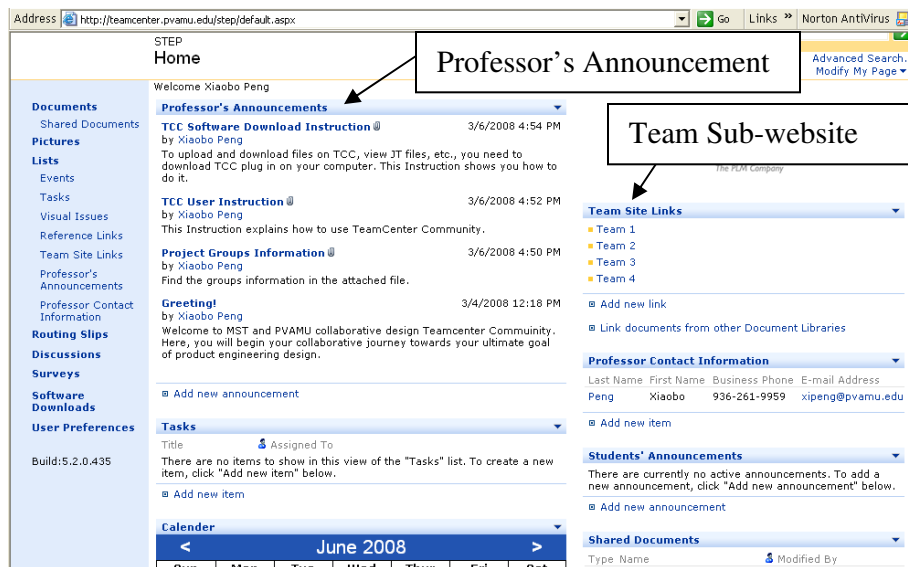 Address http://teamcenter.pvamu.edu/step/default.aspx Go Links » Norton AntiVirus
STEP
Home
Advanced Search.
Modify My Page
Professor's Announcement
Team Sub-website
Welcome Xiaobo Peng
Documents
Shared Documents
Pictures
Lists
Events
Tasks
Visual Issues
Reference Links
Team Site Links
Professor's
Announcements
Professor Contact
Information
Routing Slips
Discussions
Surveys
Software
Downloads
User Preferences
Build:5.2.0.435
Professor's Announcements
TCC Software Download Instruction 3/6/2008 4:54 PM
by Xiaobo Peng
To upload and download files on TCC, view JT files, etc., you need to
download TCC plug in on your computer. This Instruction shows you how to
do it.
TCC User Instruction 3/6/2008 4:52 PM
by Xiaobo Peng
This Instruction explains how to use TeamCenter Community.
Project Groups Information 3/6/2008 4:50 PM
by Xiaobo Peng
Find the groups information in the attached file.
Greeting! 3/4/2008 12:18 PM
by Xiaobo Peng
Welcome to MST and PVAMU collaborative design Teamcenter Commuinity.
Here, you will begin your collaborative journey towards your ultimate goal
of product engineering design.
Add new announcement
Tasks
Title Assigned To
There are no items to show in this view of the "Tasks" list. To create a new
item, click "Add new item" below.
Add new item
Calender
< June 2008 >
Sun Mon Tue Wed Thur Fri Sat
The PLM Company
Team Site Links
Team 1
Team 2
Team 3
Team 4
Add new link
Link documents from other Document Libraries
Professor Contact Information
Last Name First Name Business Phone E-mail Address
Peng Xiaobo 936-261-9959 xipeng@pvamu.edu
Add new item
Students' Announcements
There are currently no active announcements. To add a
new announcement, click "Add new announcement" below.
Add new announcement
Shared Documents
Type Name Modified By